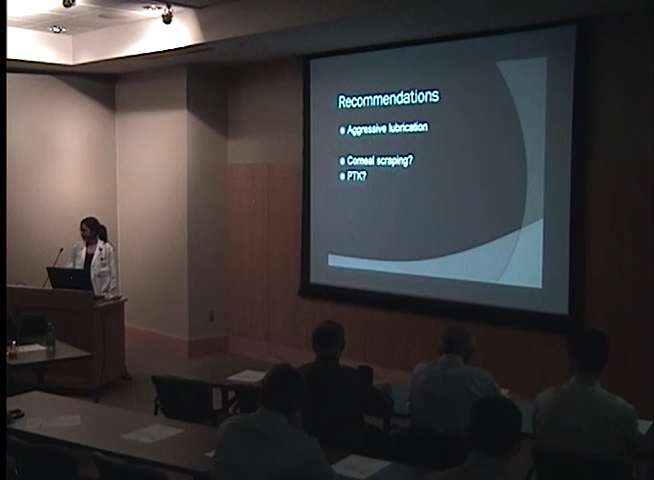 Recommendations
Aggressive lubrication
Corneal scraping?
PTK?